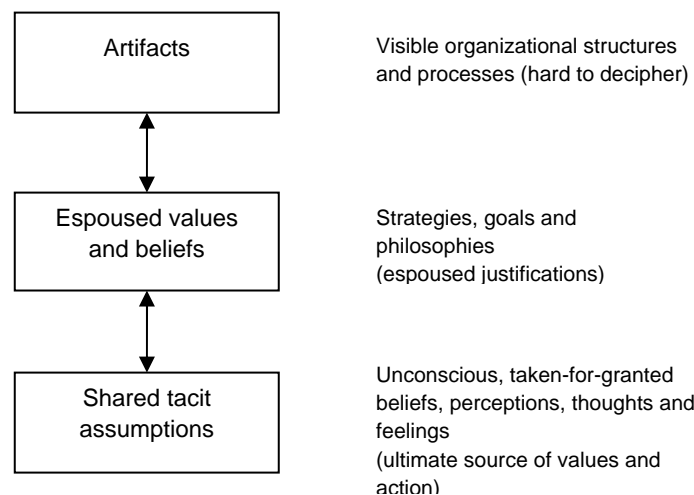 Artifacts
Visible organizational structures
and processes (hard to decipher)
Espoused values
and beliefs
Strategies, goals and
philosophies
(espoused justifications)
Shared tacit
assumptions
Unconscious, taken-for-granted
beliefs, perceptions, thoughts and
feelings
(ultimate source of values and
action)